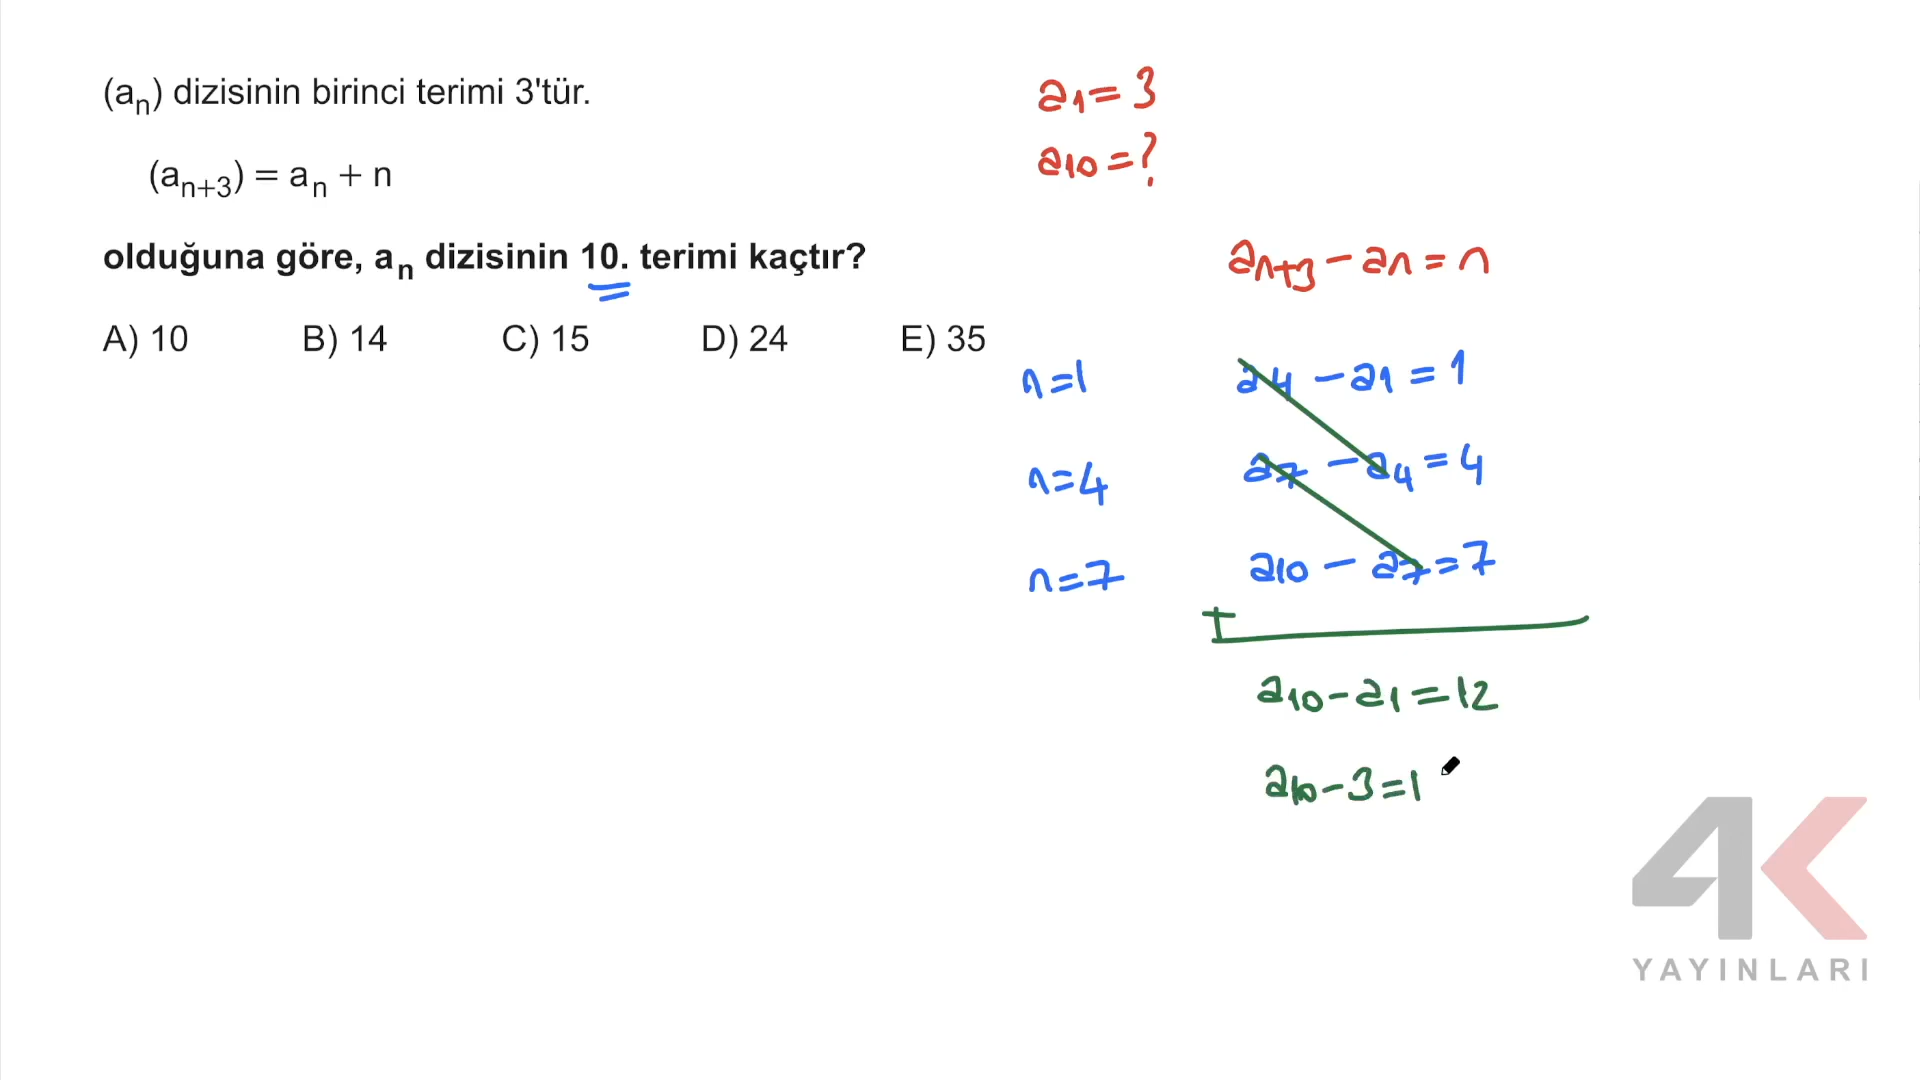 (aₙ) dizisinin birinci terimi 3'tür.
(aₙ₊₃) = aₙ + n
olduğuna göre, aₙ dizisinin 10. terimi kaçtır?
A) 10 B) 14 C) 15 D) 24 E) 35
a₁ = 3
a₁₀ = ?
aₙ₊₃ - aₙ = n
n=1 a₄ - a₁ = 1
n=4 a₇ - a₄ = 4
n=7 a₁₀ - a₇ = 7
+
a₁₀ - a₁ = 12
a₁₀ - 3 = 1
4K
YAYINLARI